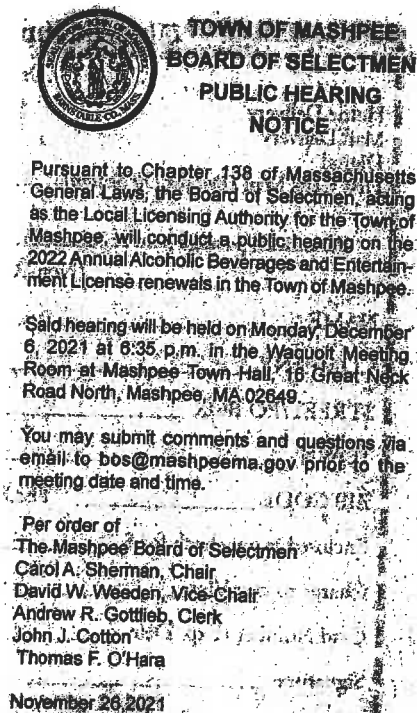 TOWN OF MASHPEE
BOARD OF SELECTMEN
PUBLIC HEARING
NOTICE
Pursuant to Chapter 138 of Massachusetts
General Laws, the Board of Selectmen, acting
as the Local Licensing Authority for the Town of
Mashpee, will conduct a public hearing on the
2022 Annual Alcoholic Beverages and Entertain-
ment License renewals in the Town of Mashpee.
Said hearing will be held on Monday December
6, 2021 at 6:35 p.m. in the Waquoit Meeting
Room at Mashpee Town Hall, 16 Great Neck
Road North, Mashpee, MA 02649.
You may submit comments and questions via
email to bos@mashpeema.gov prior to the
meeting date and time.
Per order of
The Mashpee Board of Selectmen
Carol A. Sherman, Chair
David W. Weeden, Vice-Chair
Andrew R. Gottlieb, Clerk
John J. Cotton
Thomas F. O'Hara
November 26, 2021